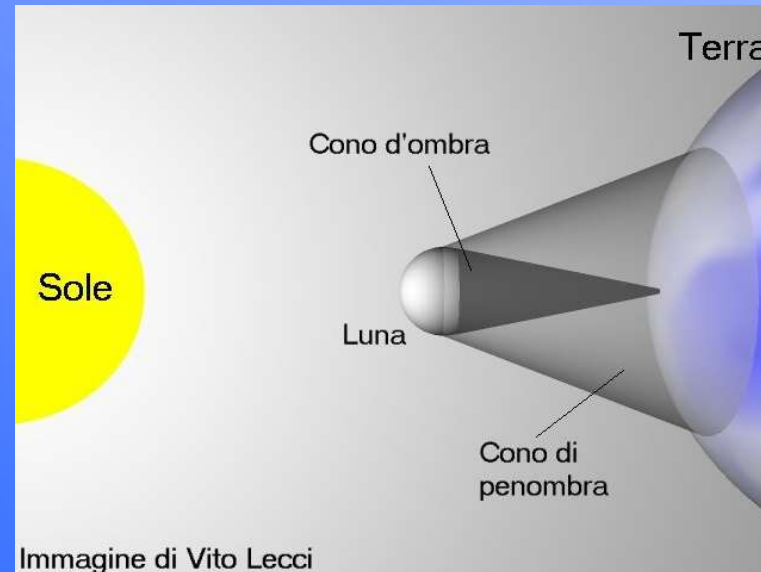 Terra
Cono d'ombra
Sole
Luna
Cono di
penombra
Immagine di Vito Lecci